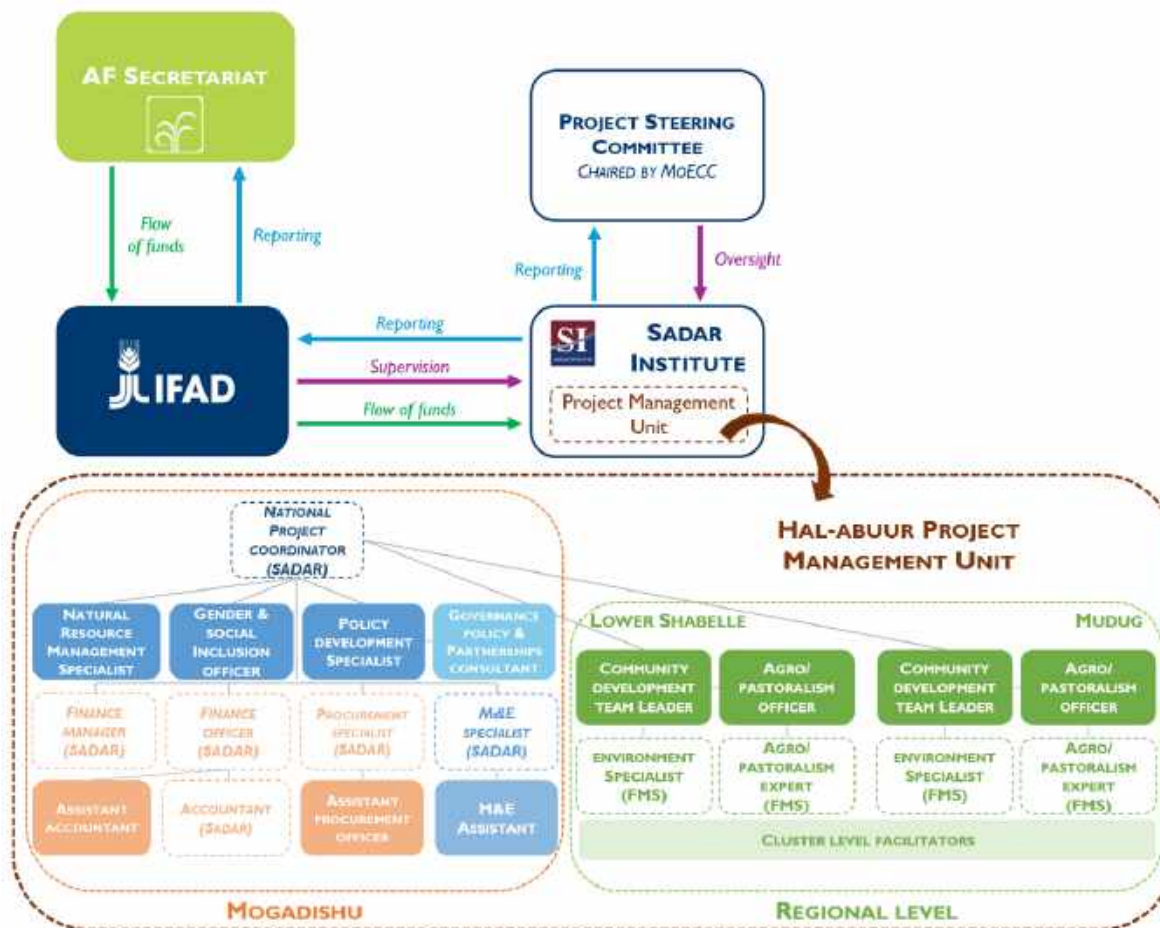 AF SECRETARIAT
PROJECT STEERING
COMMITTEE
CHAIRED BY MOECC
Flow
of funds
Reporting
Reporting
Oversight
IFAD
Reporting
Supervision
Flow of funds
SI
SADAR
INSTITUTE
Project Management
Unit
HAL-ABUUR PROJECT
MANAGEMENT UNIT
NATIONAL
PROJECT
COORDINATOR
(SADAR)
NATURAL
RESOURCE
MANAGEMENT
SPECIALIST
GENDER &
SOCIAL
INCLUSION
OFFICER
POLICY
DEVELOPMENT
SPECIALIST
GOVERNANCE
POLICY &
PARTNERSHIPS
CONSULTANT
FINANCE
MANAGER
(SADAR)
FINANCE
OFFICER
(SADAR)
PROCUREMENT
SPECIALIST
(SADAR)
M&E
SPECIALIST
(SADAR)
ASSISTANT
ACCOUNTANT
ACCOUNTANT
(SADAR)
ASSISTANT
PROCUREMENT
OFFICER
M&E
ASSISTANT
MOGADISHU
LOWER SHABELLE
MUDUG
COMMUNITY
DEVELOPMENT
TEAM LEADER
AGRO/
PASTORALISM
OFFICER
COMMUNITY
DEVELOPMENT
TEAM LEADER
AGRO/
PASTORALISM
OFFICER
ENVIRONMENT
SPECIALIST
(FMS)
AGRO/
PASTORALISM
EXPERT
(FMS)
ENVIRONMENT
SPECIALIST
(FMS)
AGRO/
PASTORALISM
EXPERT
(FMS)
CLUSTER LEVEL FACILITATORS
REGIONAL LEVEL